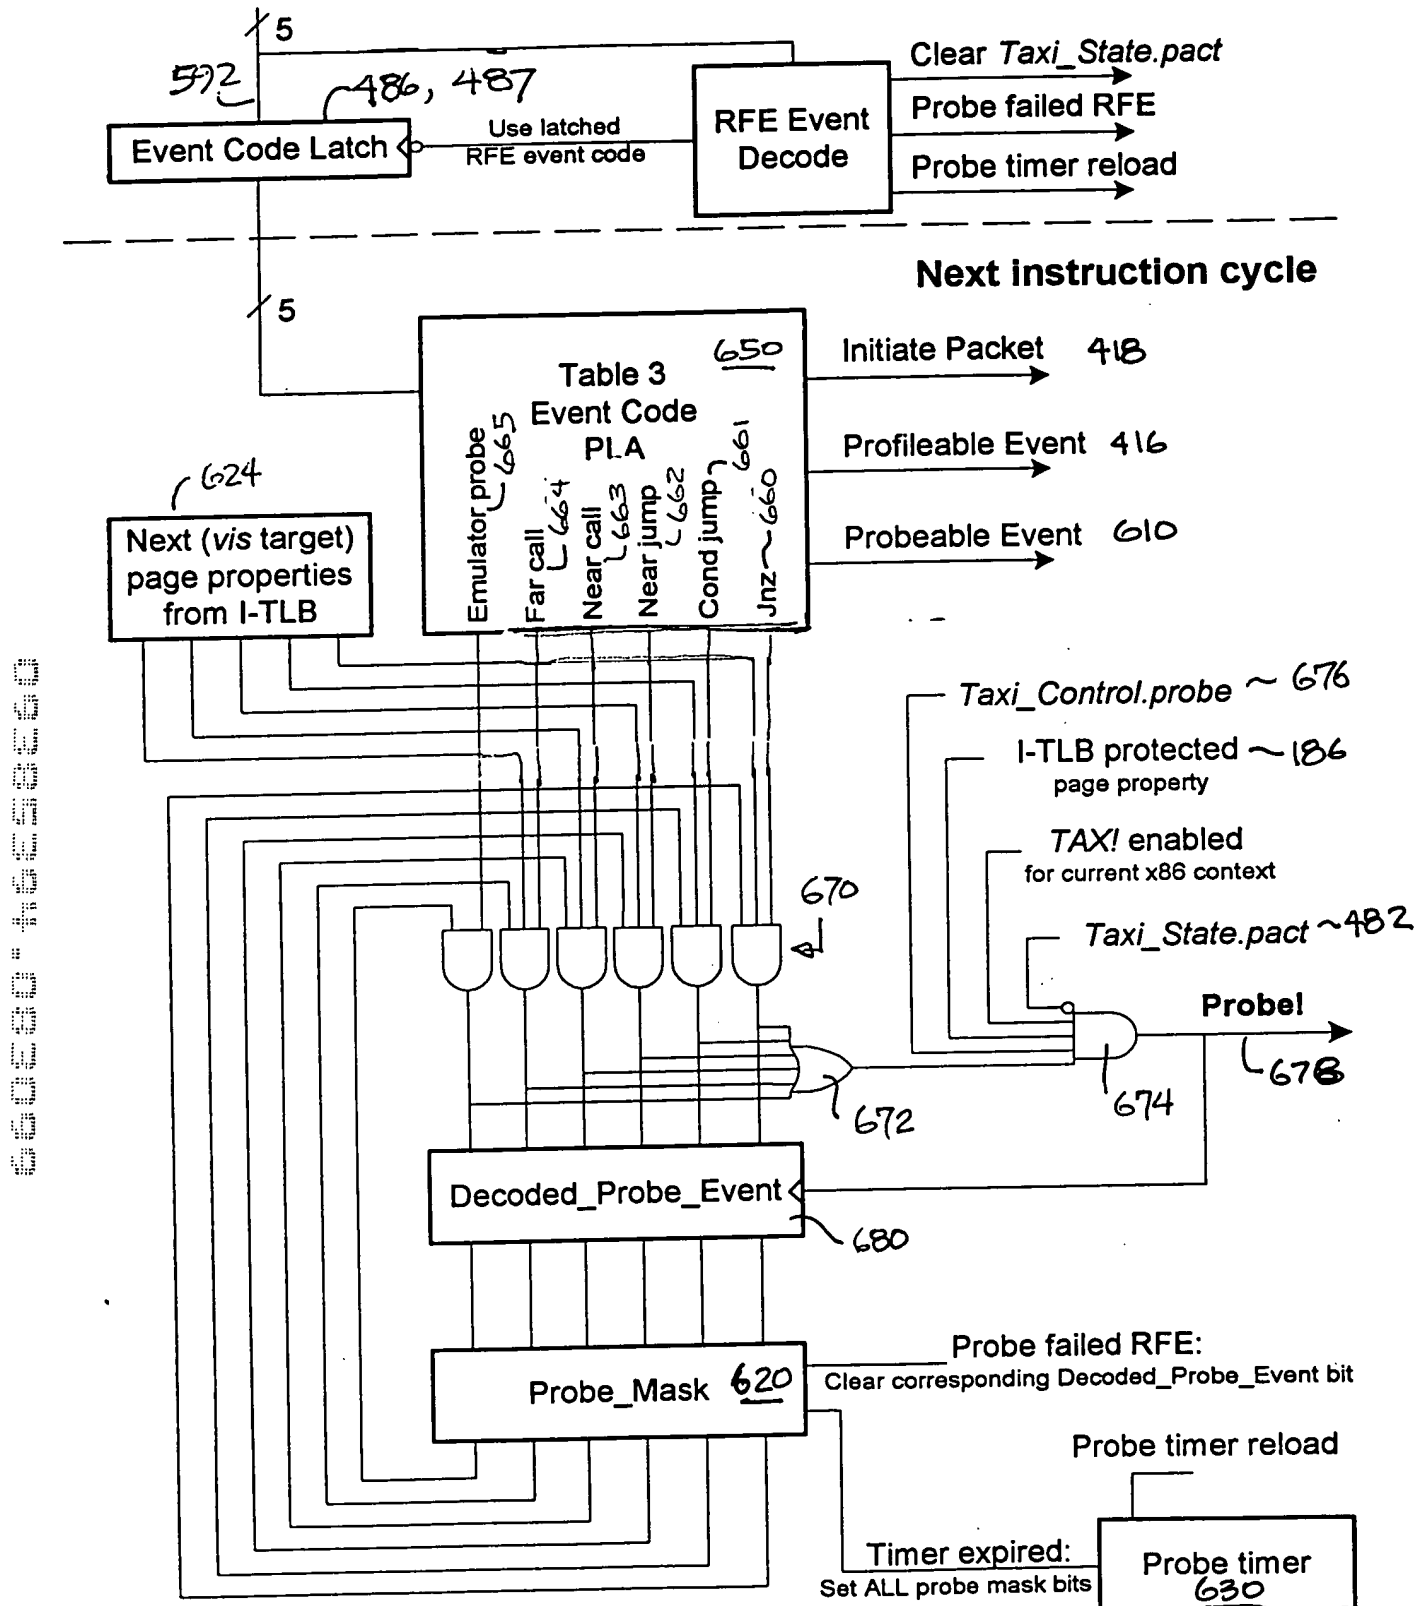 5
592
486, 487
Event Code Latch
Use latched
RFE event code
RFE Event
Decode
Clear Taxi_State.pact
Probe failed RFE
Probe timer reload
Next instruction cycle
5
Table 3
Event Code
PLA
650
Emulator probe
665
Far call
664
Near call
663
Near jump
662
Cond jump
661
Jnz ~ 660
Initiate Packet 418
Profileable Event 416
Probeable Event 610
624
Next (vis target)
page properties
from I-TLB
Taxi_Control.probe ~ 676
I-TLB protected ~ 186
page property
TAX! enabled
for current x86 context
Taxi_State.pact ~482
670
Probe!
678
674
672
Decoded_Probe_Event
680
Probe_Mask 620
Probe failed RFE:
Clear corresponding Decoded_Probe_Event bit
Probe timer reload
Timer expired:
Set ALL probe mask bits
Probe timer
630